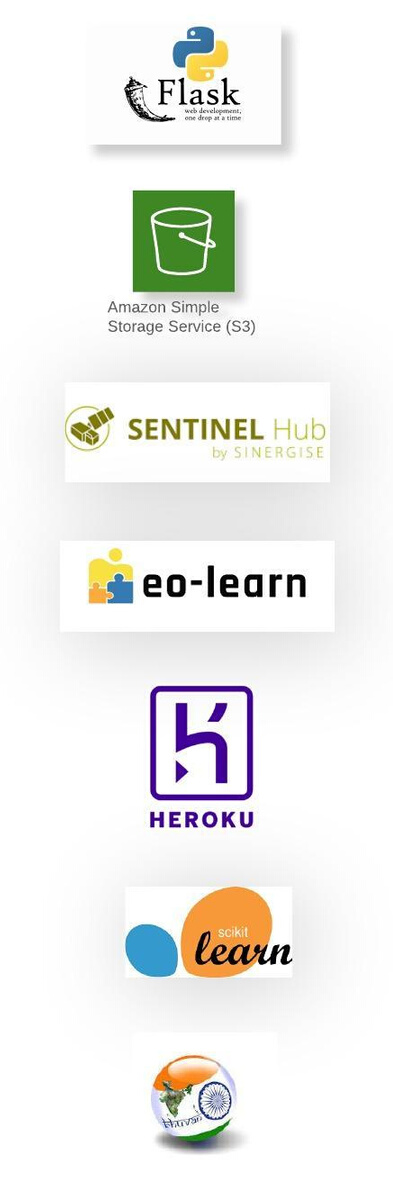 Flask
web development,
one drop at a time
Amazon Simple
Storage Service (S3)
SENTINEL Hub
by SINERGISE
eo-learn
HEROKU
scikit
learn
bhuvan